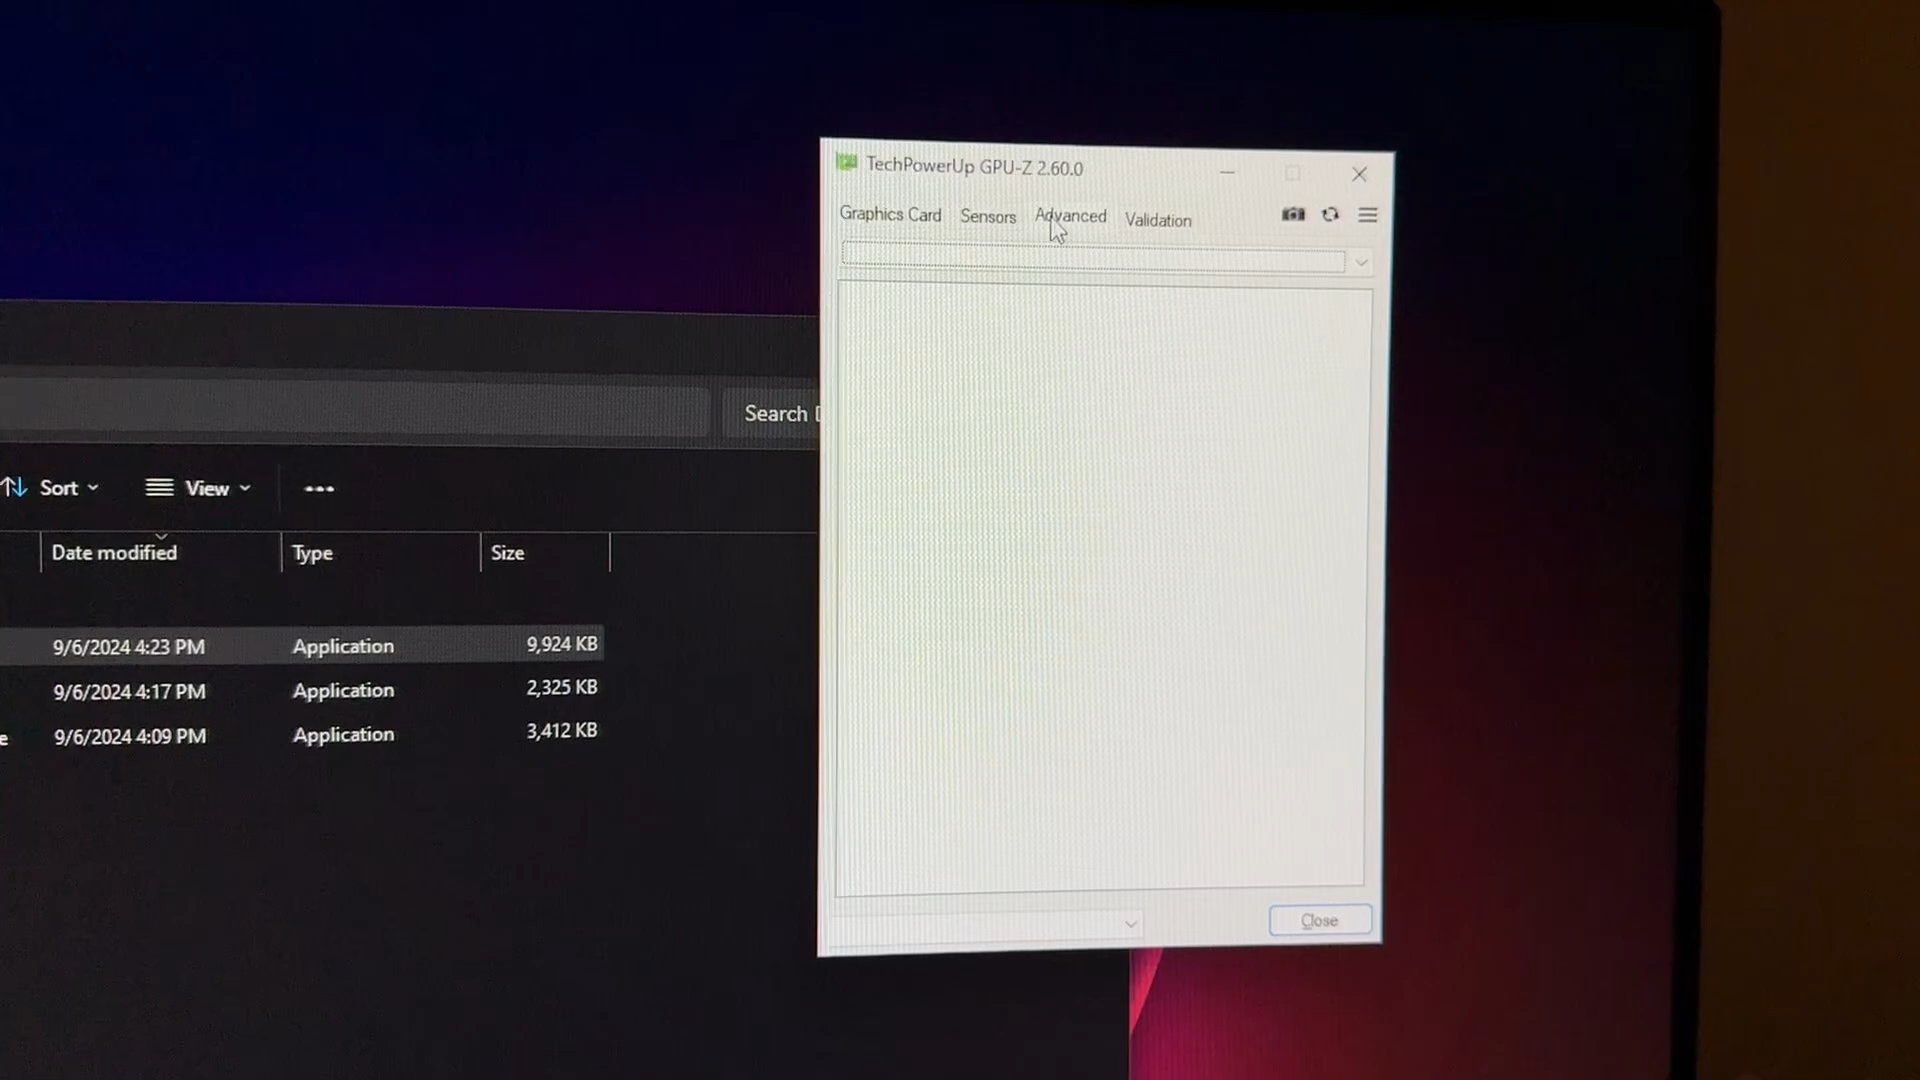 TechPowerUp GPU-Z 2.60.0
Graphics Card Sensors Advanced Validation
Search
Sort View
Date modified Type Size
9/6/2024 4:23 PM Application 9,924 KB
9/6/2024 4:17 PM Application 2,325 KB
e 9/6/2024 4:09 PM Application 3,412 KB
Close